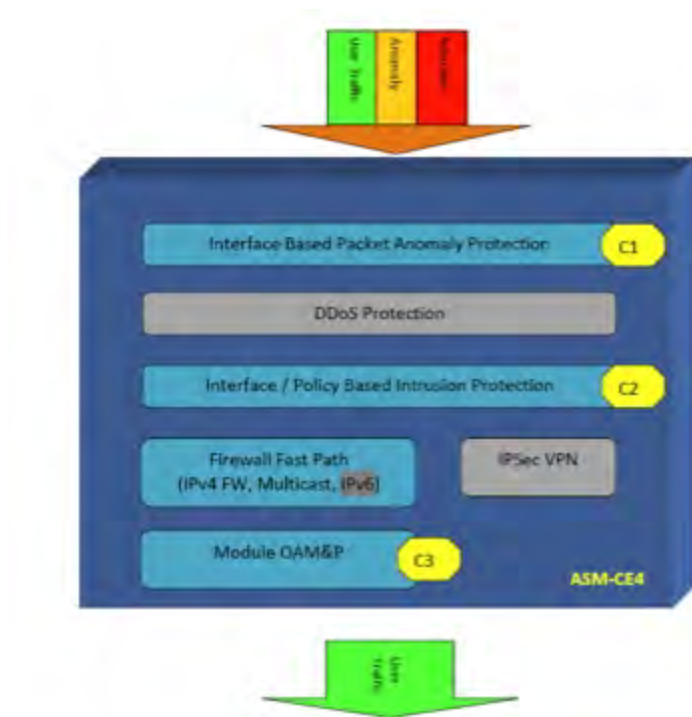 User Traffic
Anomaly
Interface Based Packet Anomaly Protection
C1
DDoS Protection
Interface / Policy Based Intrusion Protection
C2
Firewall Fast Path
(IPv4 FW, Multicast, IPv6)
IPSec VPN
Module OAM&P
C3
ASM-CE4
User
Traffic